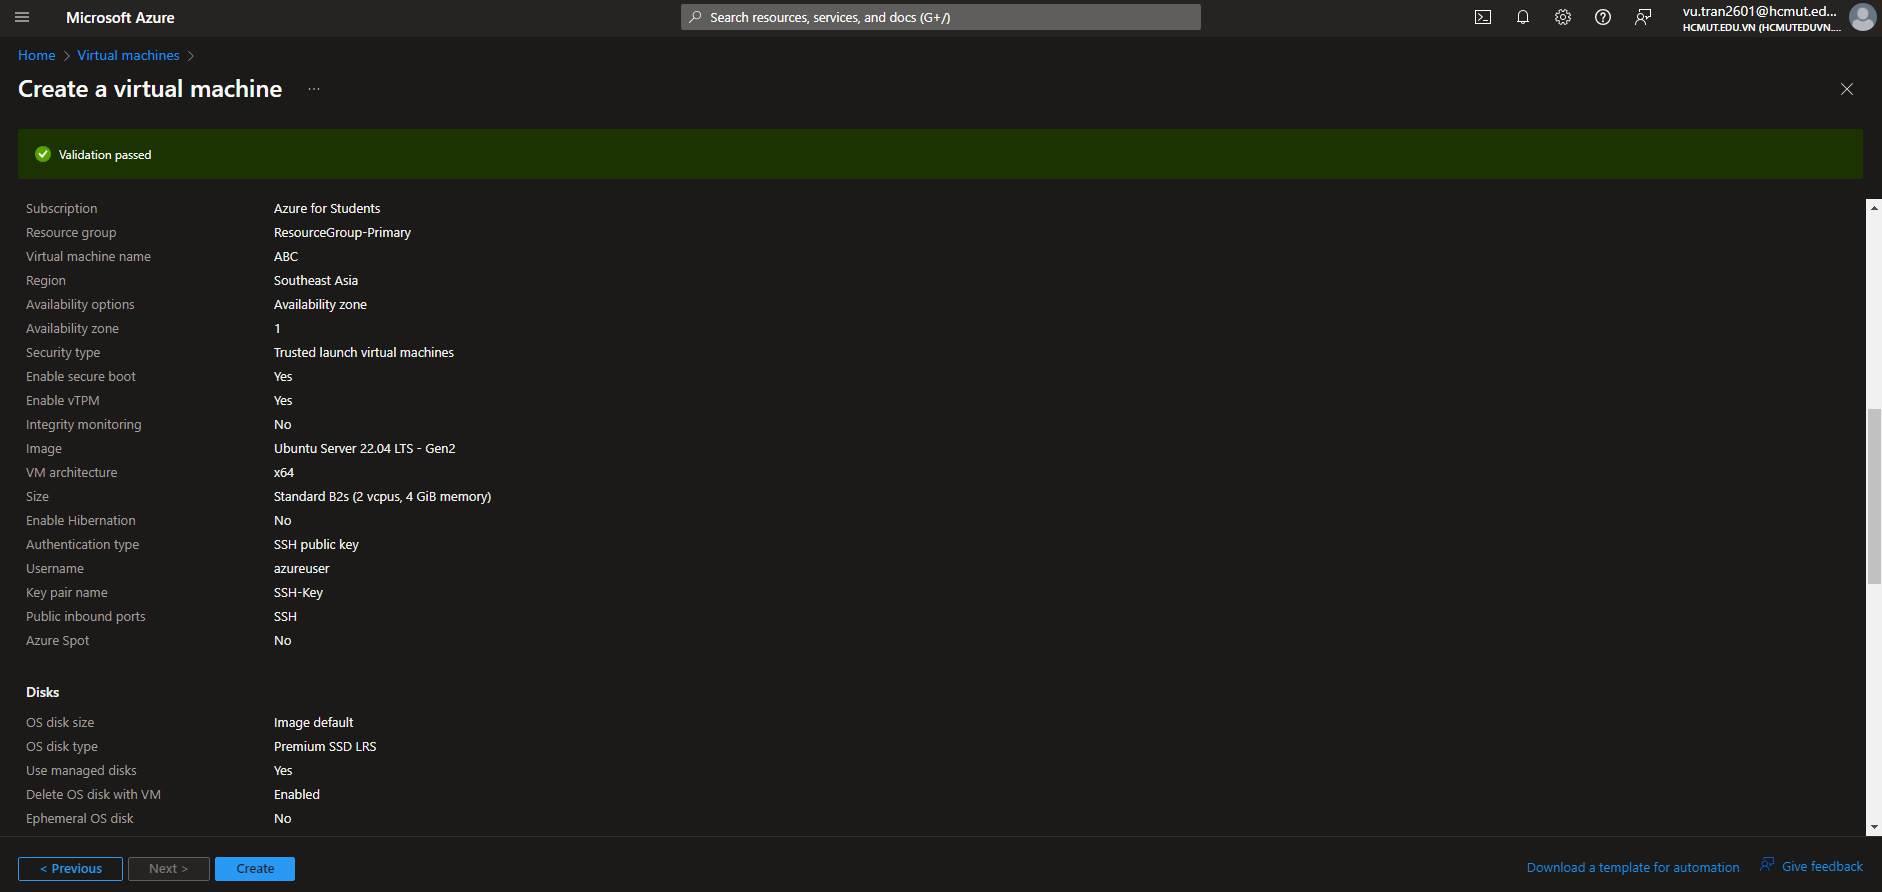 Microsoft Azure
Search resources, services, and docs (G+/)
vu.tran2601@hcmut.ed...
HCMUT.EDU.VN (HCMUTEDUVN....
Home > Virtual machines >
Create a virtual machine ...
Validation passed
Subscription Azure for Students
Resource group ResourceGroup-Primary
Virtual machine name ABC
Region Southeast Asia
Availability options Availability zone
Availability zone 1
Security type Trusted launch virtual machines
Enable secure boot Yes
Enable vTPM Yes
Integrity monitoring No
Image Ubuntu Server 22.04 LTS - Gen2
VM architecture x64
Size Standard B2s (2 vcpus, 4 GiB memory)
Enable Hibernation No
Authentication type SSH public key
Username azureuser
Key pair name SSH-Key
Public inbound ports SSH
Azure Spot No
Disks
OS disk size Image default
OS disk type Premium SSD LRS
Use managed disks Yes
Delete OS disk with VM Enabled
Ephemeral OS disk No
< Previous Next > Create Download a template for automation Give feedback